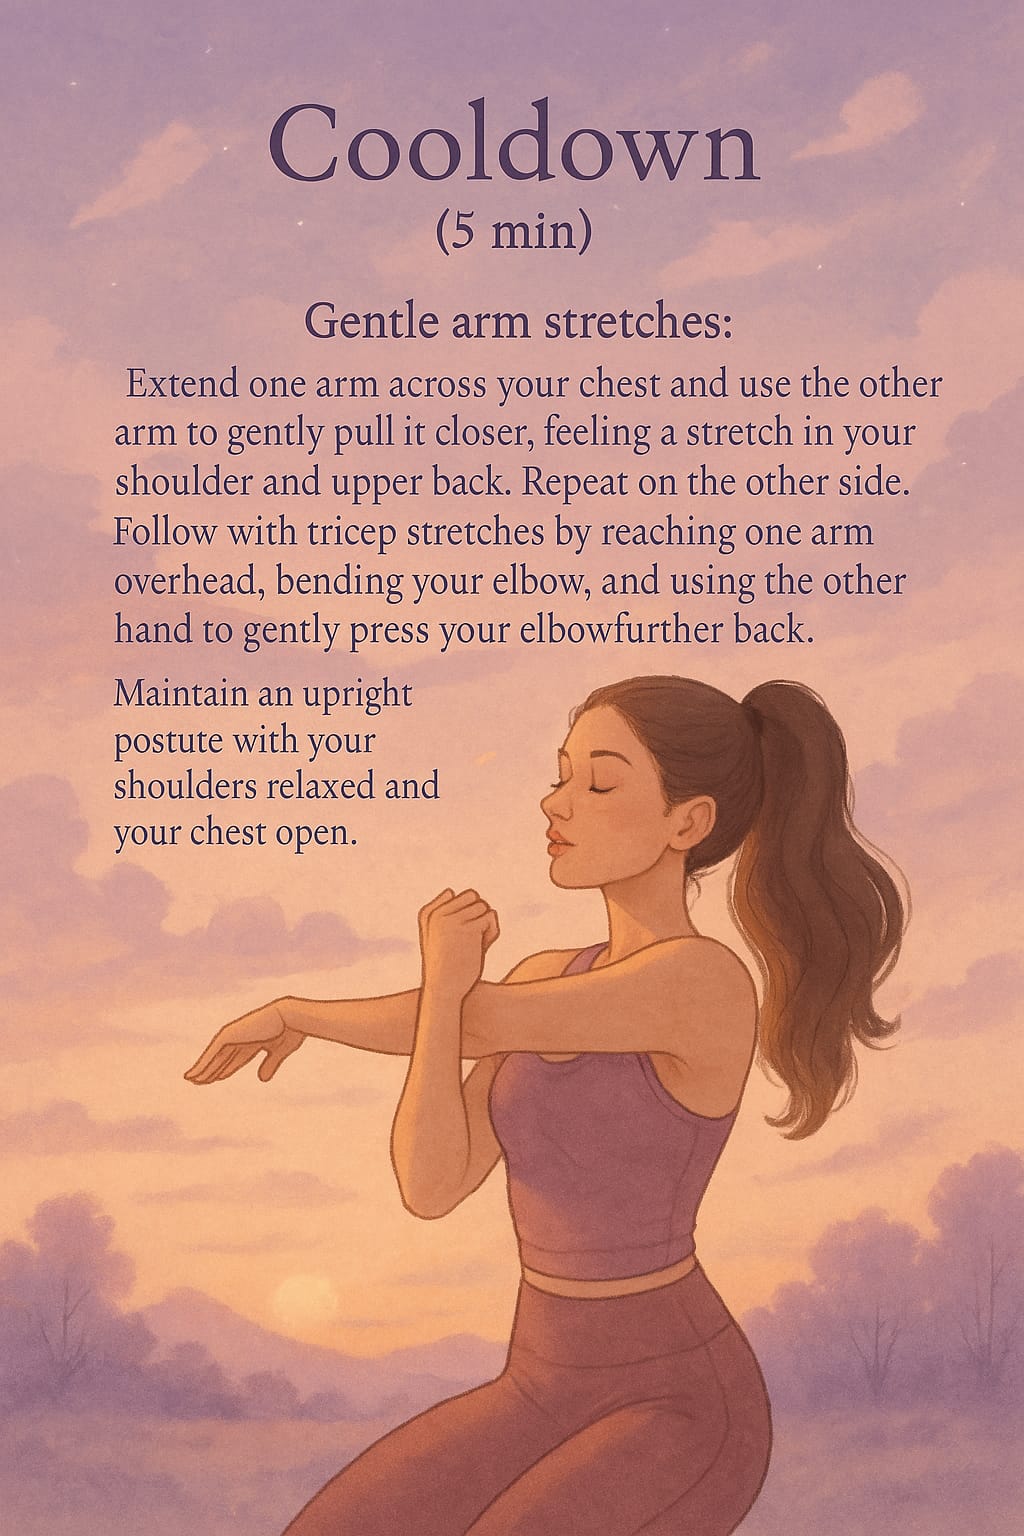 Cooldown
(5 min)
Gentle arm stretches:
Extend one arm across your chest and use the other
arm to gently pull it closer, feeling a stretch in your
shoulder and upper back. Repeat on the other side.
Follow with tricep stretches by reaching one arm
overhead, bending your elbow, and using the other
hand to gently press your elbowfurther back.
Maintain an upright
postute with your
shoulders relaxed and
your chest open.